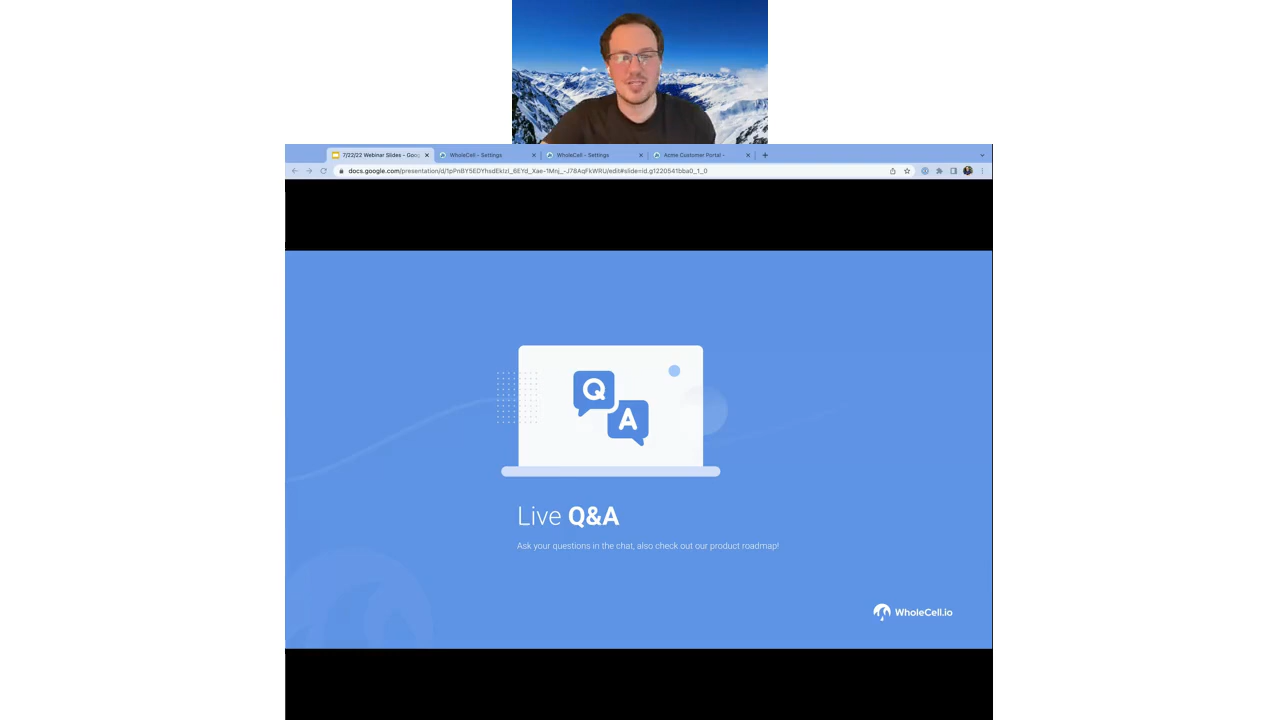 7/22/22 Webinar Slides - Goog
WholeCell - Settings
WholeCell - Settings
Acme Customer Portal -
Q
A
Live Q&A
Ask your questions in the chat, also check out our product roadmap!
WholeCell.io